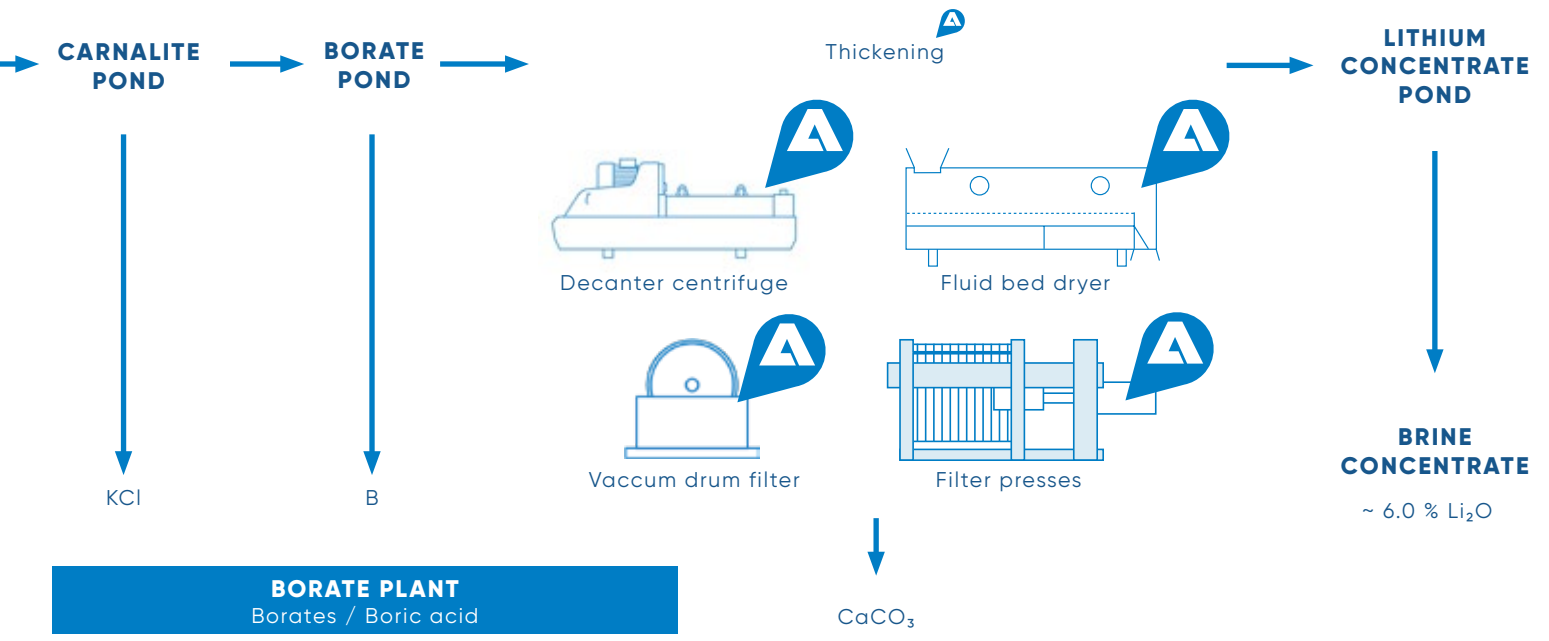 CARNALITE
POND
BORATE
POND
Thickening
LITHIUM
CONCENTRATE
POND
Decanter centrifuge
Fluid bed dryer
Vaccum drum filter
Filter presses
KCl
B
BRINE
CONCENTRATE
~ 6.0 % Li₂O
BORATE PLANT
Borates / Boric acid
CaCO₃